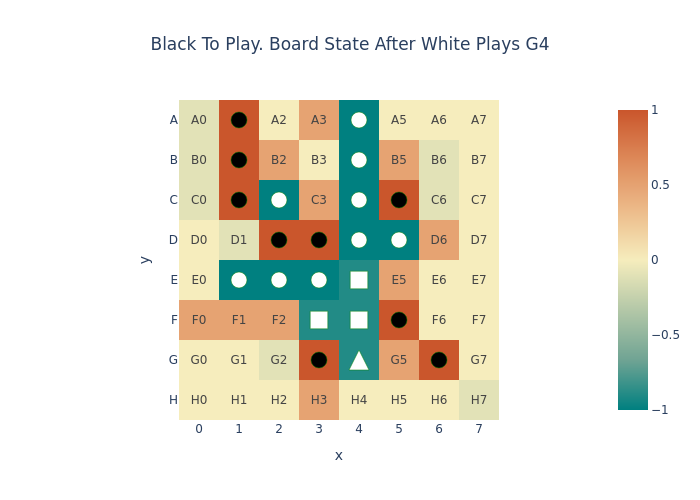 Black To Play. Board State After White Plays G4
A A0 A2 A3 A5 A6 A7
B B0 B2 B3 B5 B6 B7
C C0 C3 C6 C7
D D0 D1 D6 D7
E E0 E5 E6 E7
F F0 F1 F2 F6 F7
G G0 G1 G2 G5 G7
H H0 H1 H2 H3 H4 H5 H6 H7
0 1 2 3 4 5 6 7
x
y
1
0.5
0
−0.5
−1